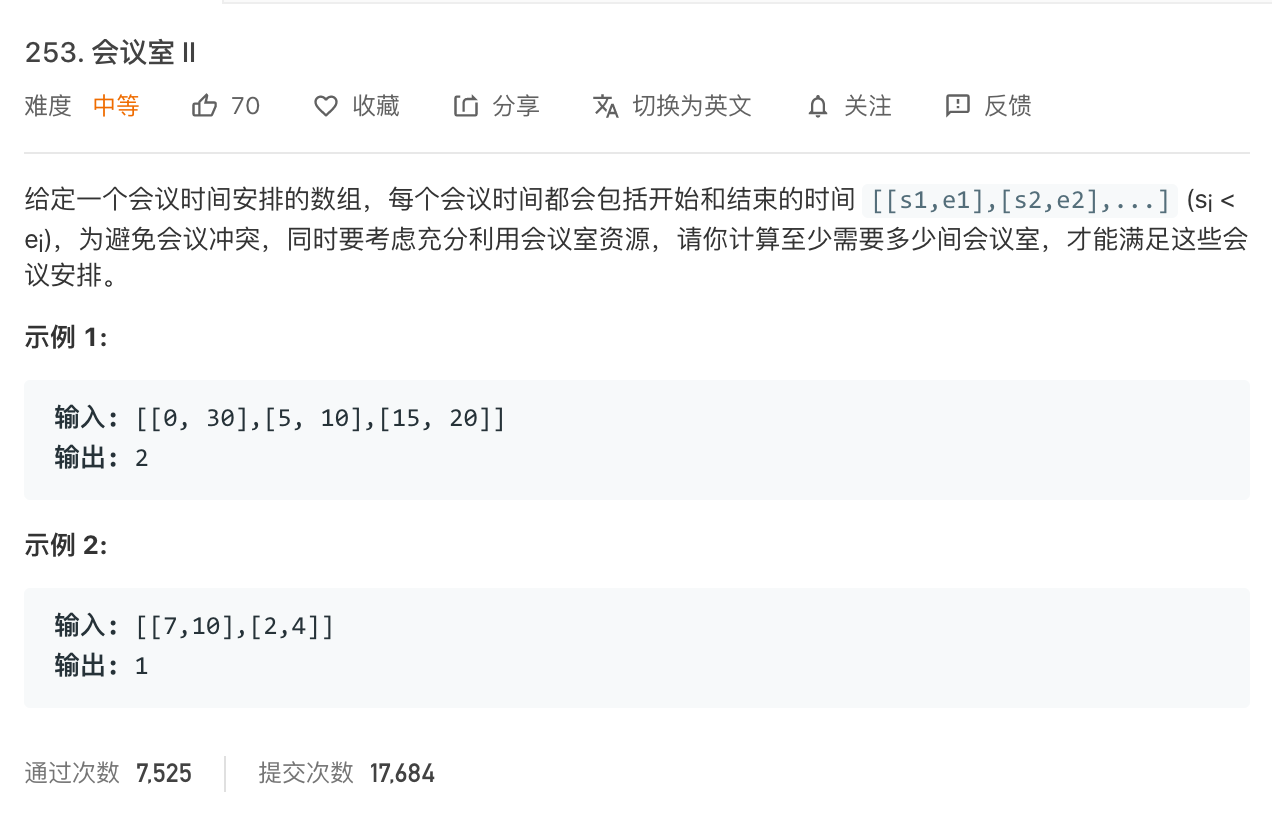 253. 会议室 II
难度 中等 70 收藏 分享 切换为英文 关注 反馈
给定一个会议时间安排的数组，每个会议时间都会包括开始和结束的时间 [[s1,e1],[s2,e2],...] (si <
ei)，为避免会议冲突，同时要考虑充分利用会议室资源，请你计算至少需要多少间会议室，才能满足这些会
议安排。
示例 1:
输入: [[0, 30],[5, 10],[15, 20]]
输出: 2
示例 2:
输入: [[7,10],[2,4]]
输出: 1
通过次数 7,525 提交次数 17,684